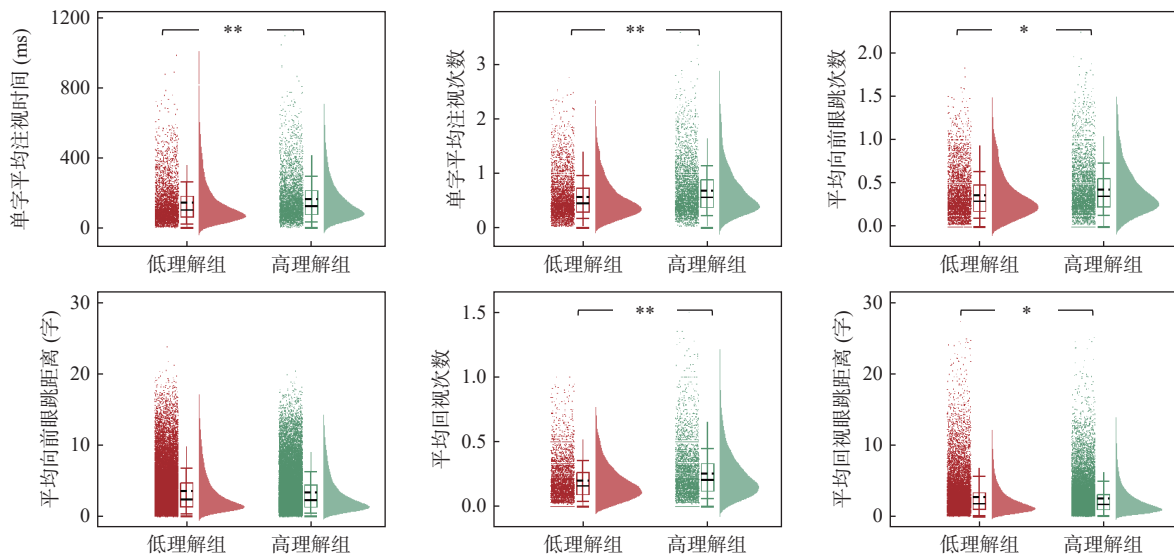 单字平均注视时间 (ms)
1200
800
400
0
**
低理解组
高理解组
单字平均注视次数
3
2
1
0
**
低理解组
高理解组
平均向前眼跳次数
2.0
1.5
1.0
0.5
0.0
*
低理解组
高理解组
平均向前眼跳距离 (字)
30
20
10
0
低理解组
高理解组
平均回视次数
1.5
1.0
0.5
0.0
**
低理解组
高理解组
平均回视眼跳距离 (字)
30
20
10
0
*
低理解组
高理解组